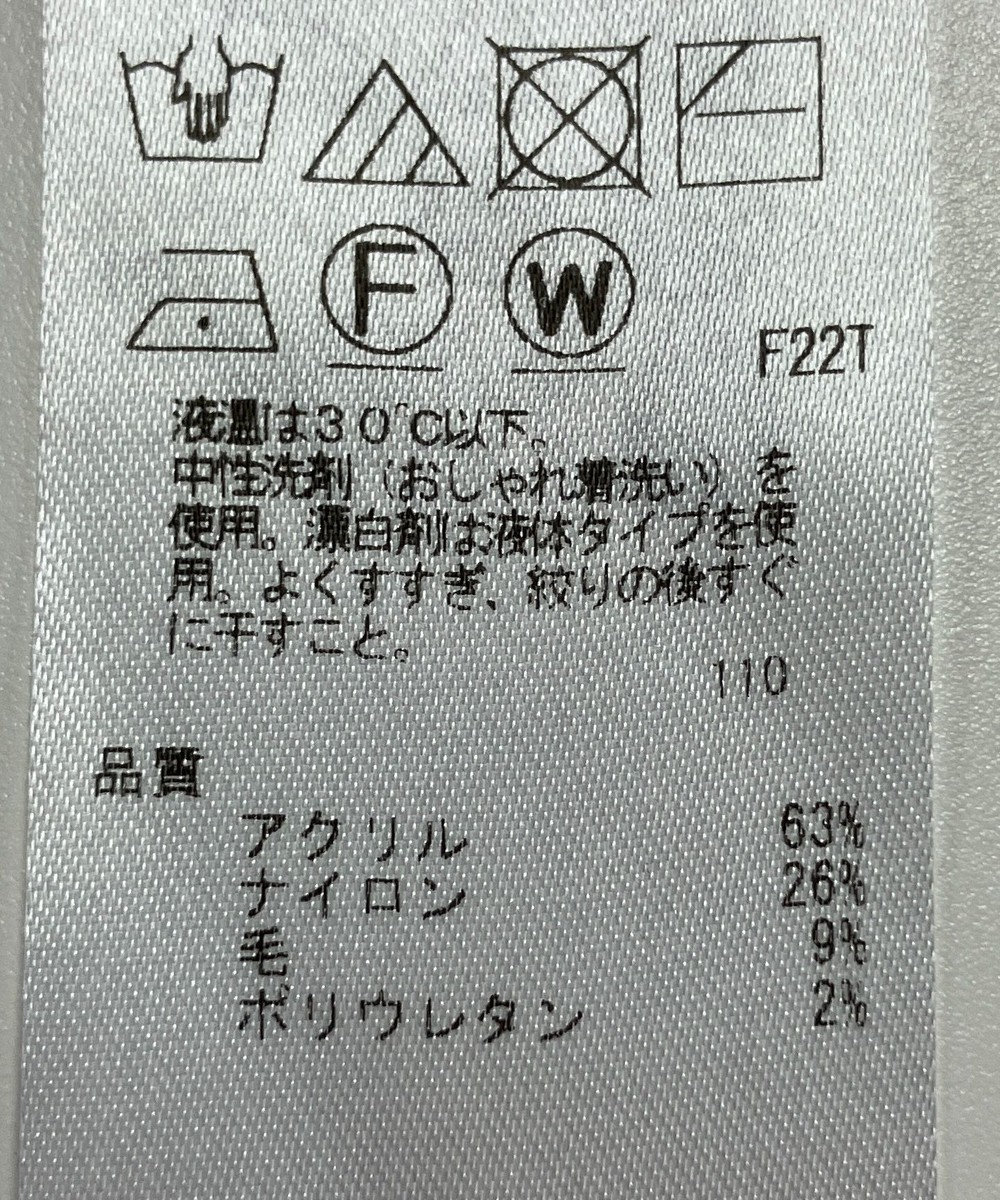 F W F22T
液温は30℃以下。
中性洗剤（おしゃれ着洗い）を
使用。漂白剤は液体タイプを使
用。よくすすぎ、絞りの後すぐ
に干すこと。
110
品質
アクリル 63%
ナイロン 26%
毛 9%
ポリウレタン 2%